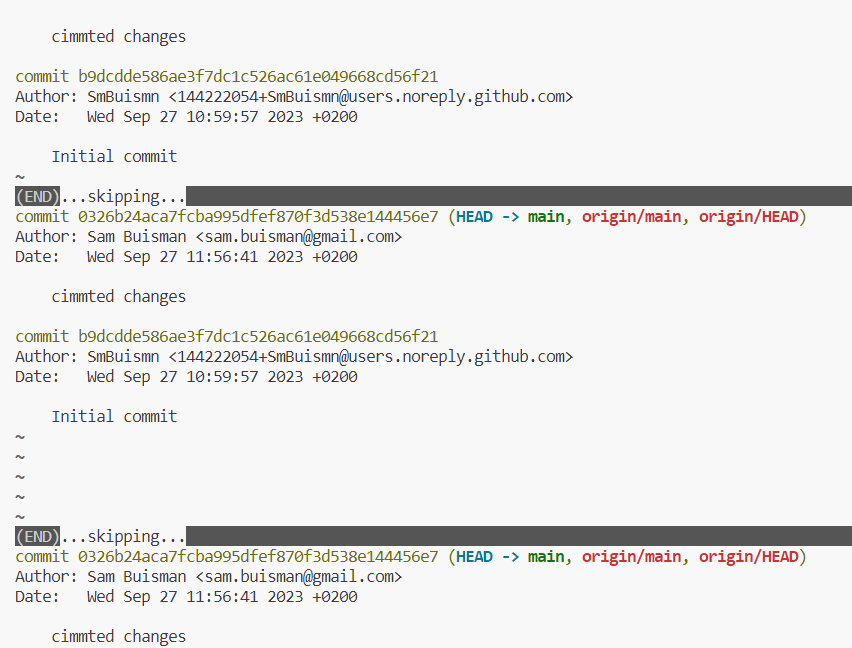 cimmted changes
commit b9dcdde586ae3f7dc1c526ac61e049668cd56f21
Author: SmBuismn <144222054+SmBuismn@users.noreply.github.com>
Date:   Wed Sep 27 10:59:57 2023 +0200
Initial commit
~
(END)...skipping...
commit 0326b24aca7fcba995dfef870f3d538e144456e7 (HEAD -> main, origin/main, origin/HEAD)
Author: Sam Buisman <sam.buisman@gmail.com>
Date:   Wed Sep 27 11:56:41 2023 +0200
cimmted changes
commit b9dcdde586ae3f7dc1c526ac61e049668cd56f21
Author: SmBuismn <144222054+SmBuismn@users.noreply.github.com>
Date:   Wed Sep 27 10:59:57 2023 +0200
Initial commit
~
~
~
~
~
(END)...skipping...
commit 0326b24aca7fcba995dfef870f3d538e144456e7 (HEAD -> main, origin/main, origin/HEAD)
Author: Sam Buisman <sam.buisman@gmail.com>
Date:   Wed Sep 27 11:56:41 2023 +0200
cimmted changes